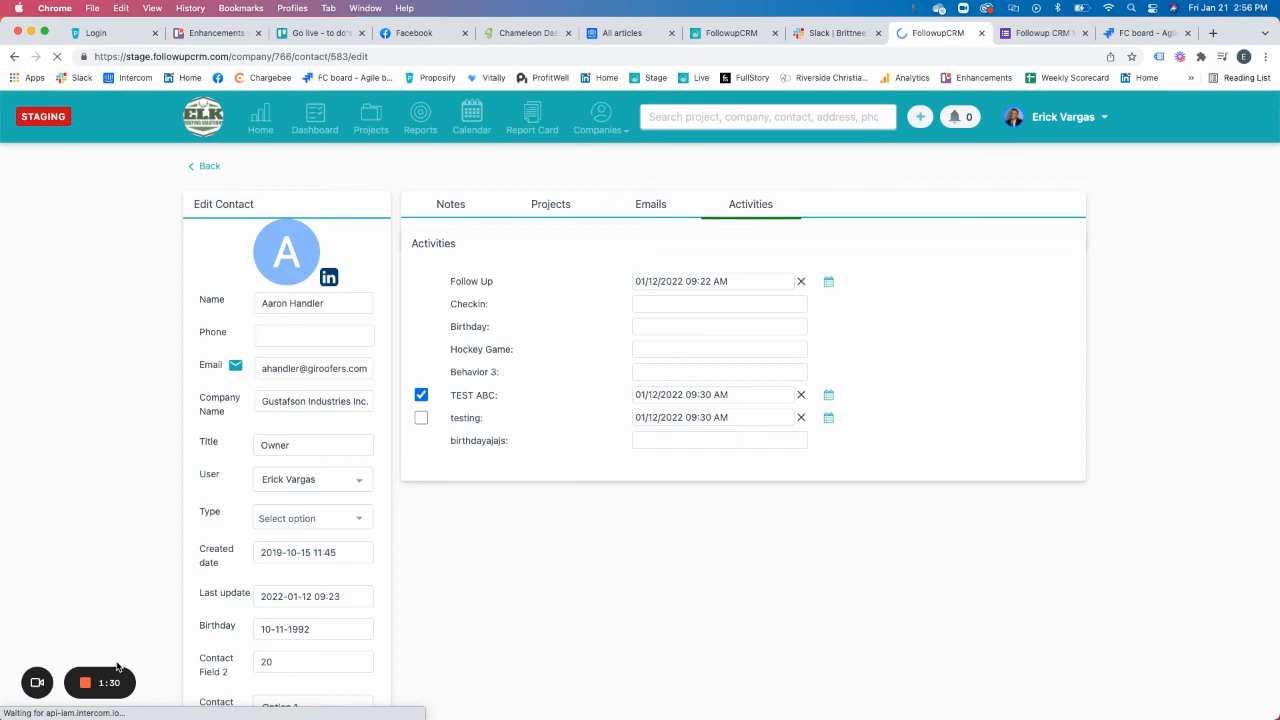 Chrome File Edit View History Bookmarks Profiles Tab Window Help Fri Jan 21 2:56 PM
Login Enhancements Go live - to do's Facebook Chameleon Das All articles FollowupCRM Slack | Brittnee FollowupCRM Followup CRM M FC board - Agile
https://stage.followupcrm.com/company/766/contact/583/edit E
Apps Slack Intercom Home Chargebee FC board - Agile b... Proposify Vitally ProfitWell Home Stage Live FullStory Riverside Christia... Analytics Enhancements Weekly Scorecard Home » Reading List
STAGING ELK ROOFING SOLUTIONS Home Dashboard Projects Reports Calendar Report Card Companies Search project, company, contact, address, pho + 0 Erick Vargas
Back
Edit Contact
A
in
Name Aaron Handler
Phone
Email ahandler@giroofers.com
Company Name Gustafson Industries Inc.
Title Owner
User Erick Vargas
Type Select option
Created date 2019-10-15 11:45
Last update 2022-01-12 09:23
Birthday 10-11-1992
Contact Field 2 20
Contact Option 1
Notes Projects Emails Activities
Activities
Follow Up 01/12/2022 09:22 AM
Checkin:
Birthday:
Hockey Game:
Behavior 3:
TEST ABC: 01/12/2022 09:30 AM
testing: 01/12/2022 09:30 AM
birthdayajajs:
1:30
Waiting for api-iam.intercom.io...